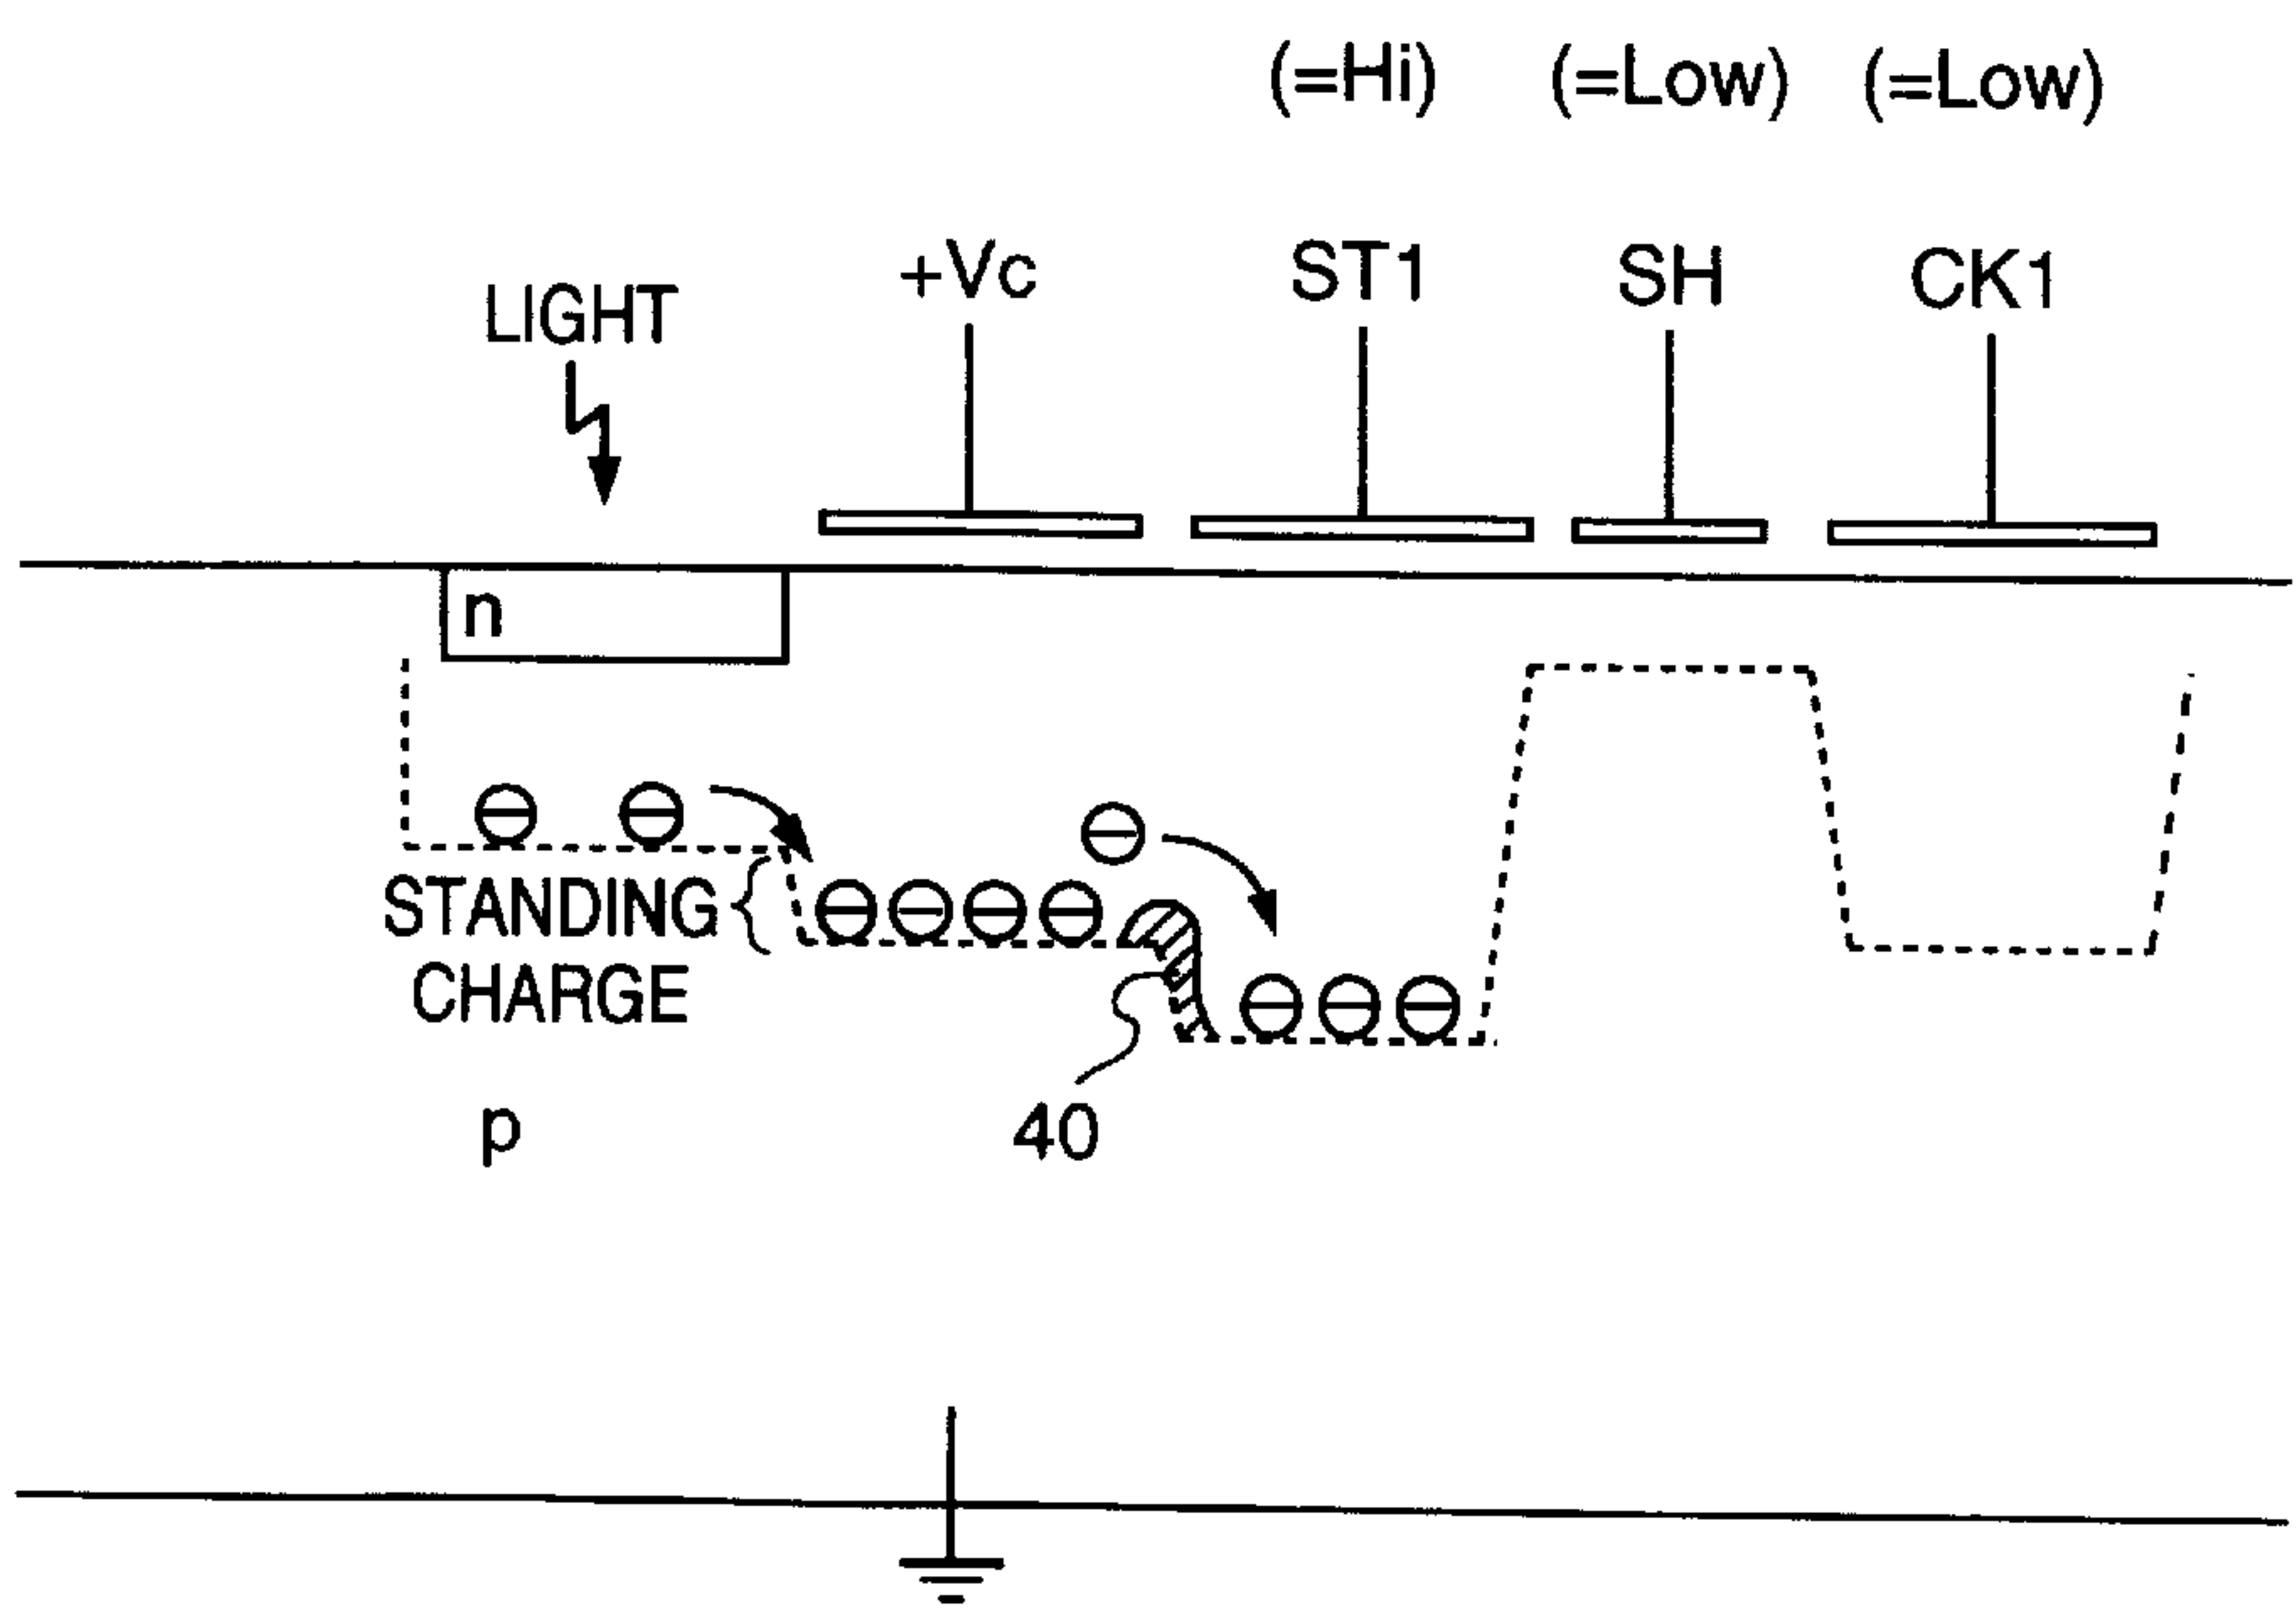 (=Hi) (=Low) (=Low)
LIGHT +Vc ST1 SH CK1
n
STANDING
CHARGE
p 40